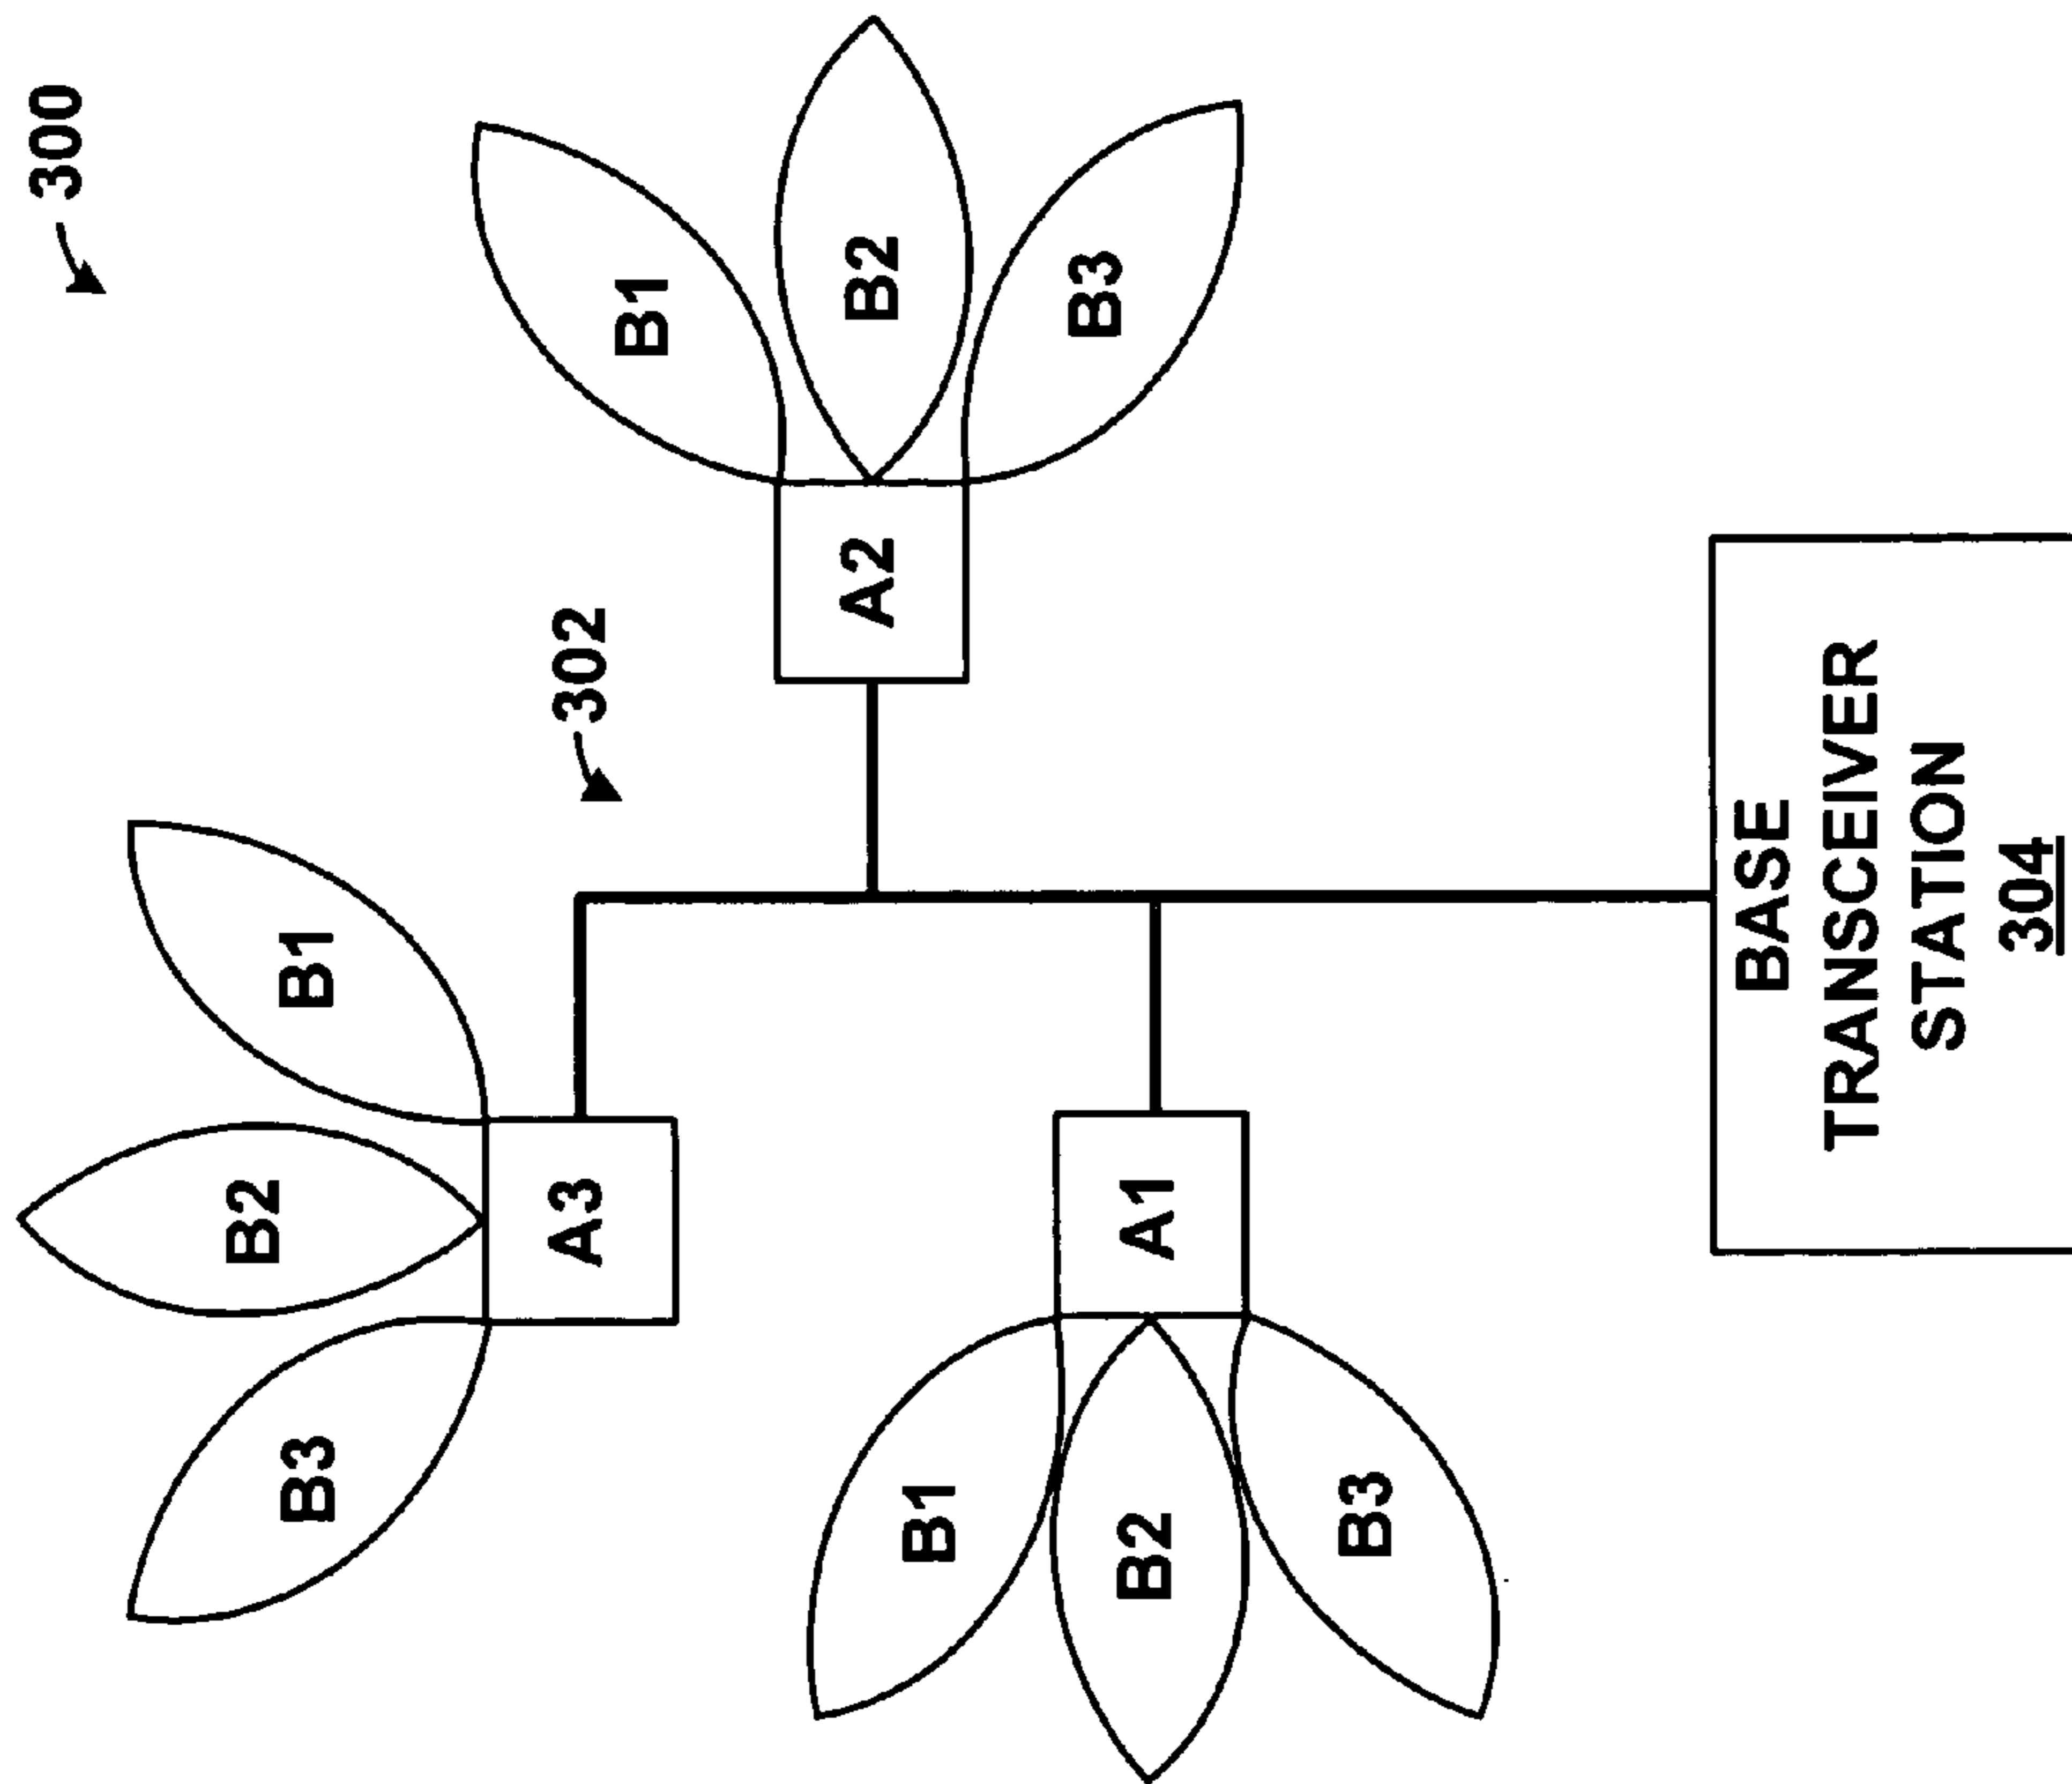 300
302
B1
B2
B3
A2
B1
B2
B3
A3
B1
B2
B3
A1
BASE
TRANSCEIVER
STATION
304